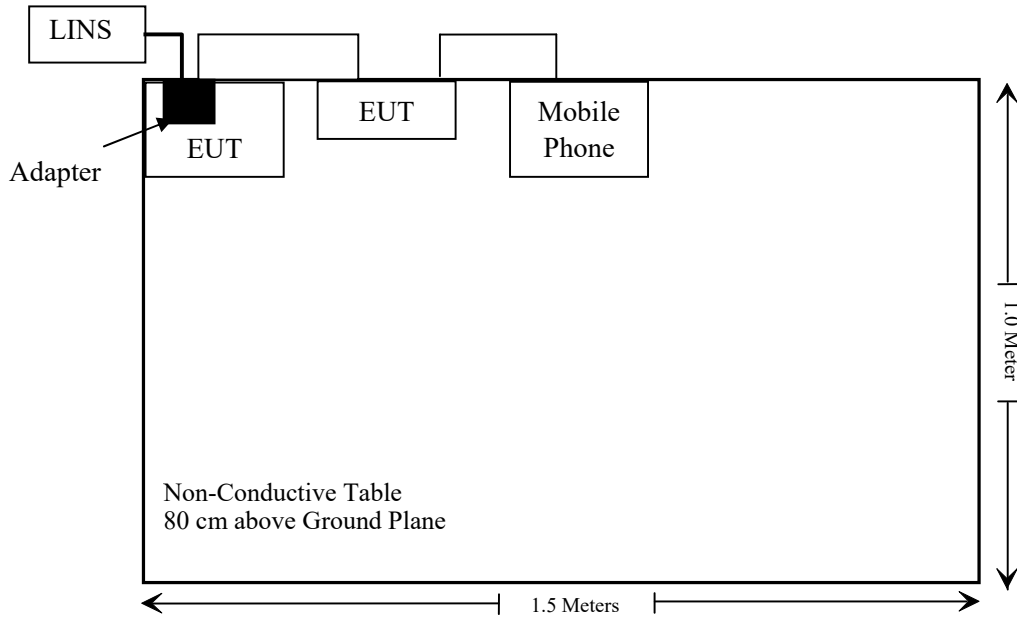 LINS
EUT
Mobile
Phone
EUT
Adapter
1.0 Meter
Non-Conductive Table
80 cm above Ground Plane
1.5 Meters